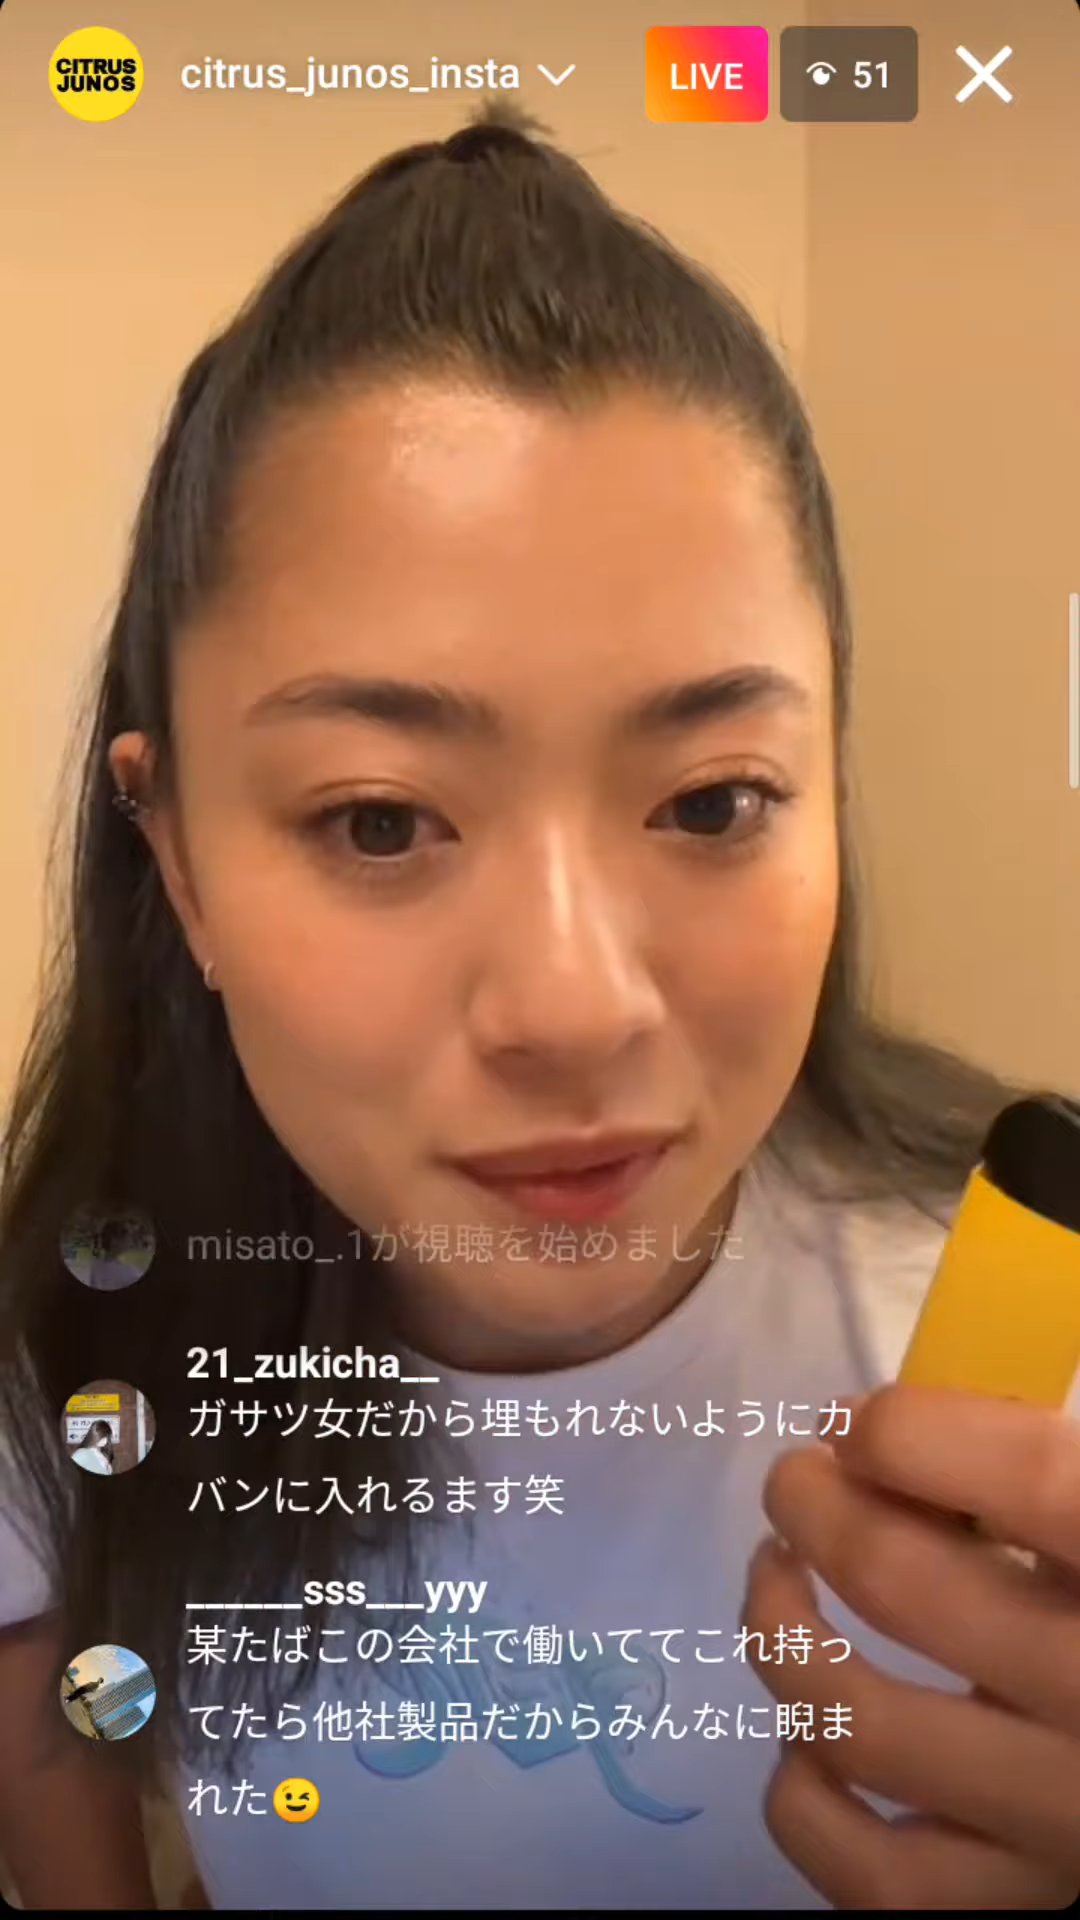 CITRUS
JUNOS
citrus_junos_insta
LIVE
51
misato_.1が視聴を始めました
21_zukicha__
ガサツ女だから埋もれないようにカ
バンに入れるます笑
______sss___yyy
某たばこの会社で働いててこれ持っ
てたら他社製品だからみんなに睨ま
れた😉